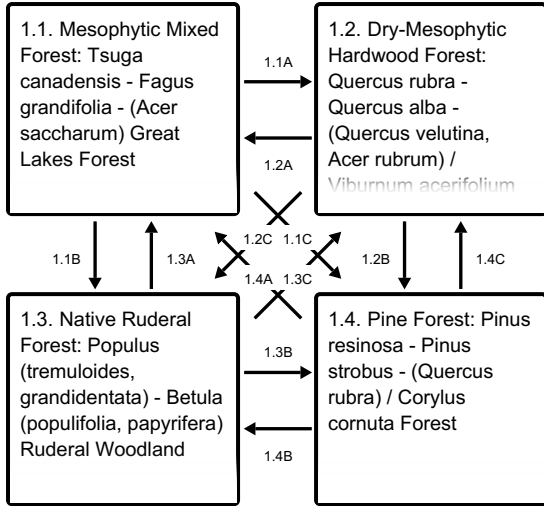 1.1. Mesophytic Mixed
Forest: Tsuga
canadensis - Fagus
grandifolia - (Acer
saccharum) Great
Lakes Forest
1.1A
1.2A
1.2. Dry-Mesophytic
Hardwood Forest:
Quercus rubra -
Quercus alba -
(Quercus velutina,
Acer rubrum) /
Viburnum acerifolium
1.1B
1.3A
1.2C
1.1C
1.4A
1.3C
1.2B
1.4C
1.3. Native Ruderal
Forest: Populus
(tremuloides,
grandidentata) - Betula
(populifolia, papyrifera)
Ruderal Woodland
1.3B
1.4B
1.4. Pine Forest: Pinus
resinosa - Pinus
strobus - (Quercus
rubra) / Corylus
cornuta Forest